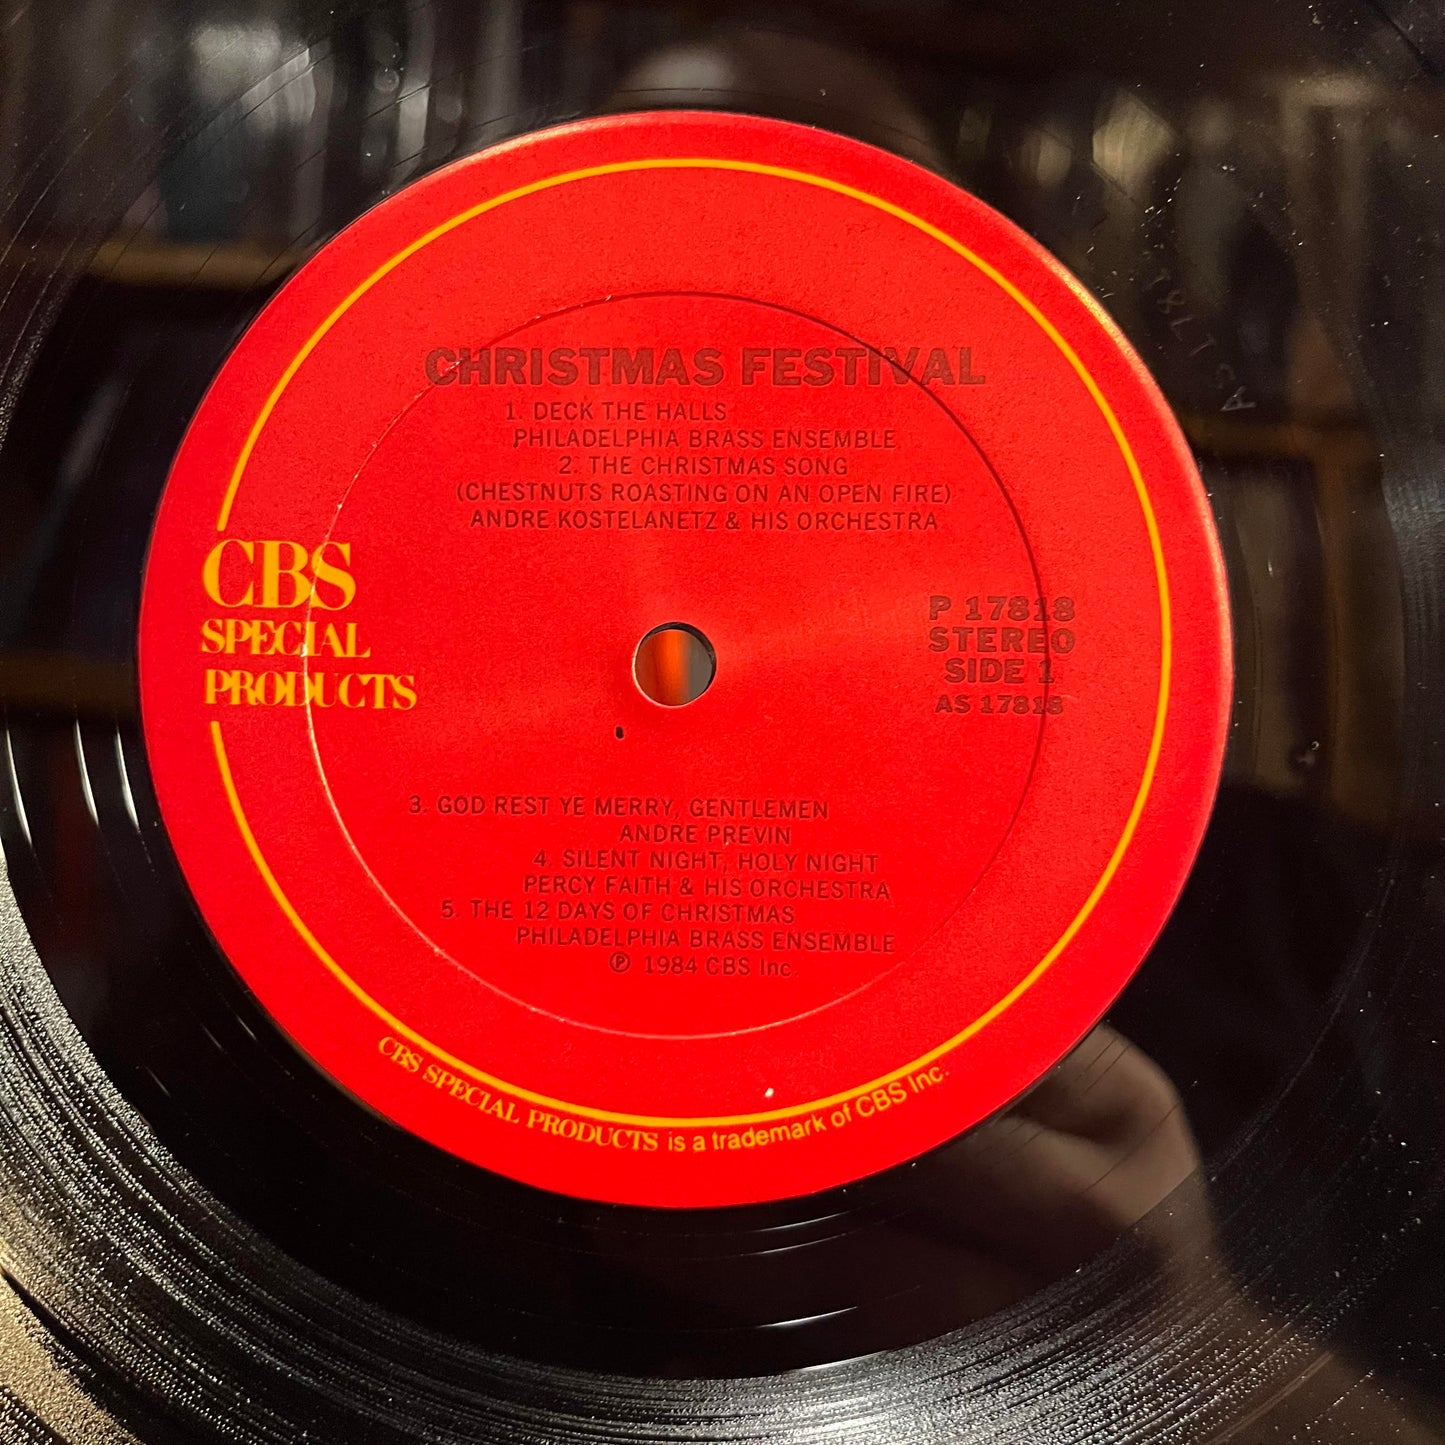 CHRISTMAS FESTIVAL
1. DECK THE HALLS
PHILADELPHIA BRASS ENSEMBLE
2. THE CHRISTMAS SONG
(CHESTNUTS ROASTING ON AN OPEN FIRE)
ANDRE KOSTELANETZ & HIS ORCHESTRA
CBS
SPECIAL
PRODUCTS
P 17818
STEREO
SIDE 1
AS 17818
3. GOD REST YE MERRY, GENTLEMEN
ANDRE PREVIN
4. SILENT NIGHT, HOLY NIGHT
PERCY FAITH & HIS ORCHESTRA
5. THE 12 DAYS OF CHRISTMAS
PHILADELPHIA BRASS ENSEMBLE
℗ 1984 CBS Inc.
CBS SPECIAL PRODUCTS is a trademark of CBS Inc.